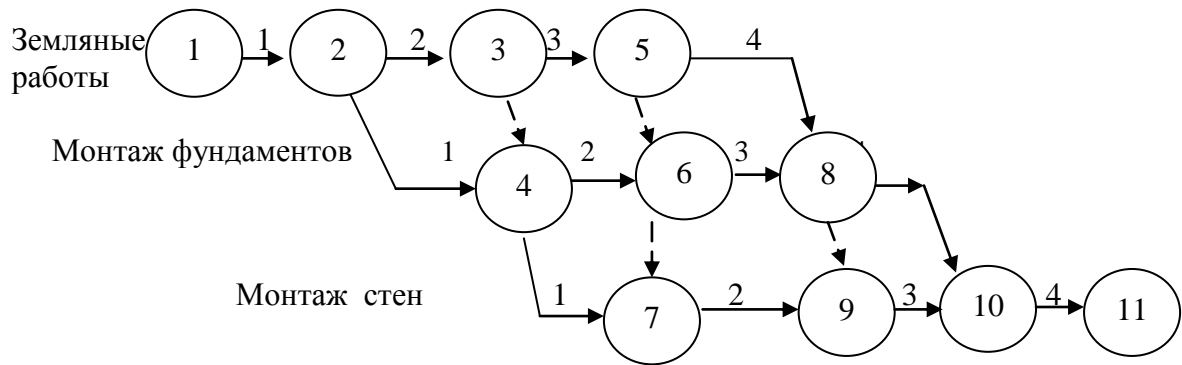 Земляные
работы
1 1 2 2 3 3 5 4
Монтаж фундаментов
1 4 2 6 3 8
Монтаж стен
1 7 2 9 3 10 4 11